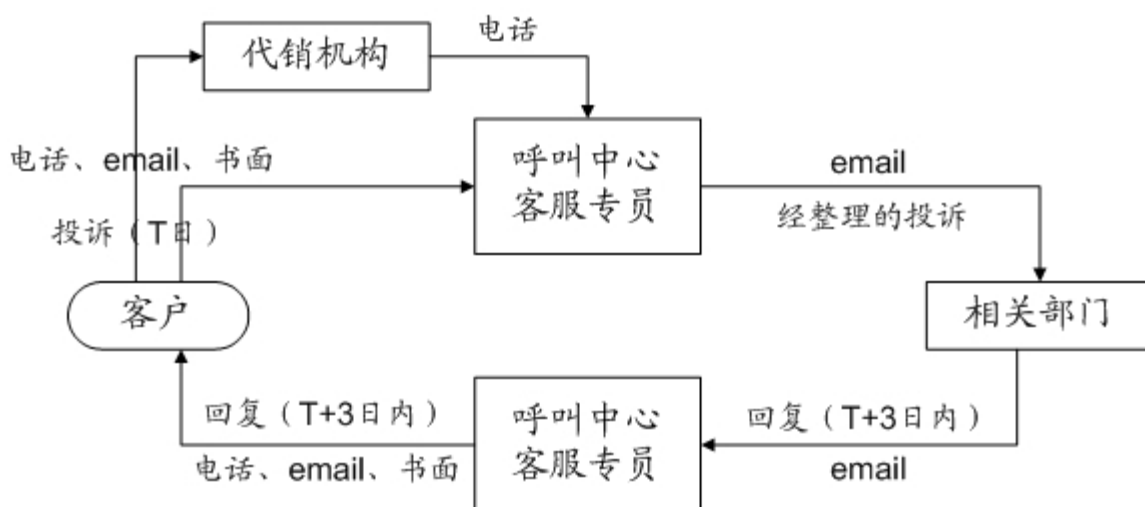 代销机构
电话
电话、email、书面
投诉（T日）
呼叫中心
客服专员
email
经整理的投诉
客户
相关部门
回复（T+3日内）
电话、email、书面
呼叫中心
客服专员
回复（T+3日内）
email